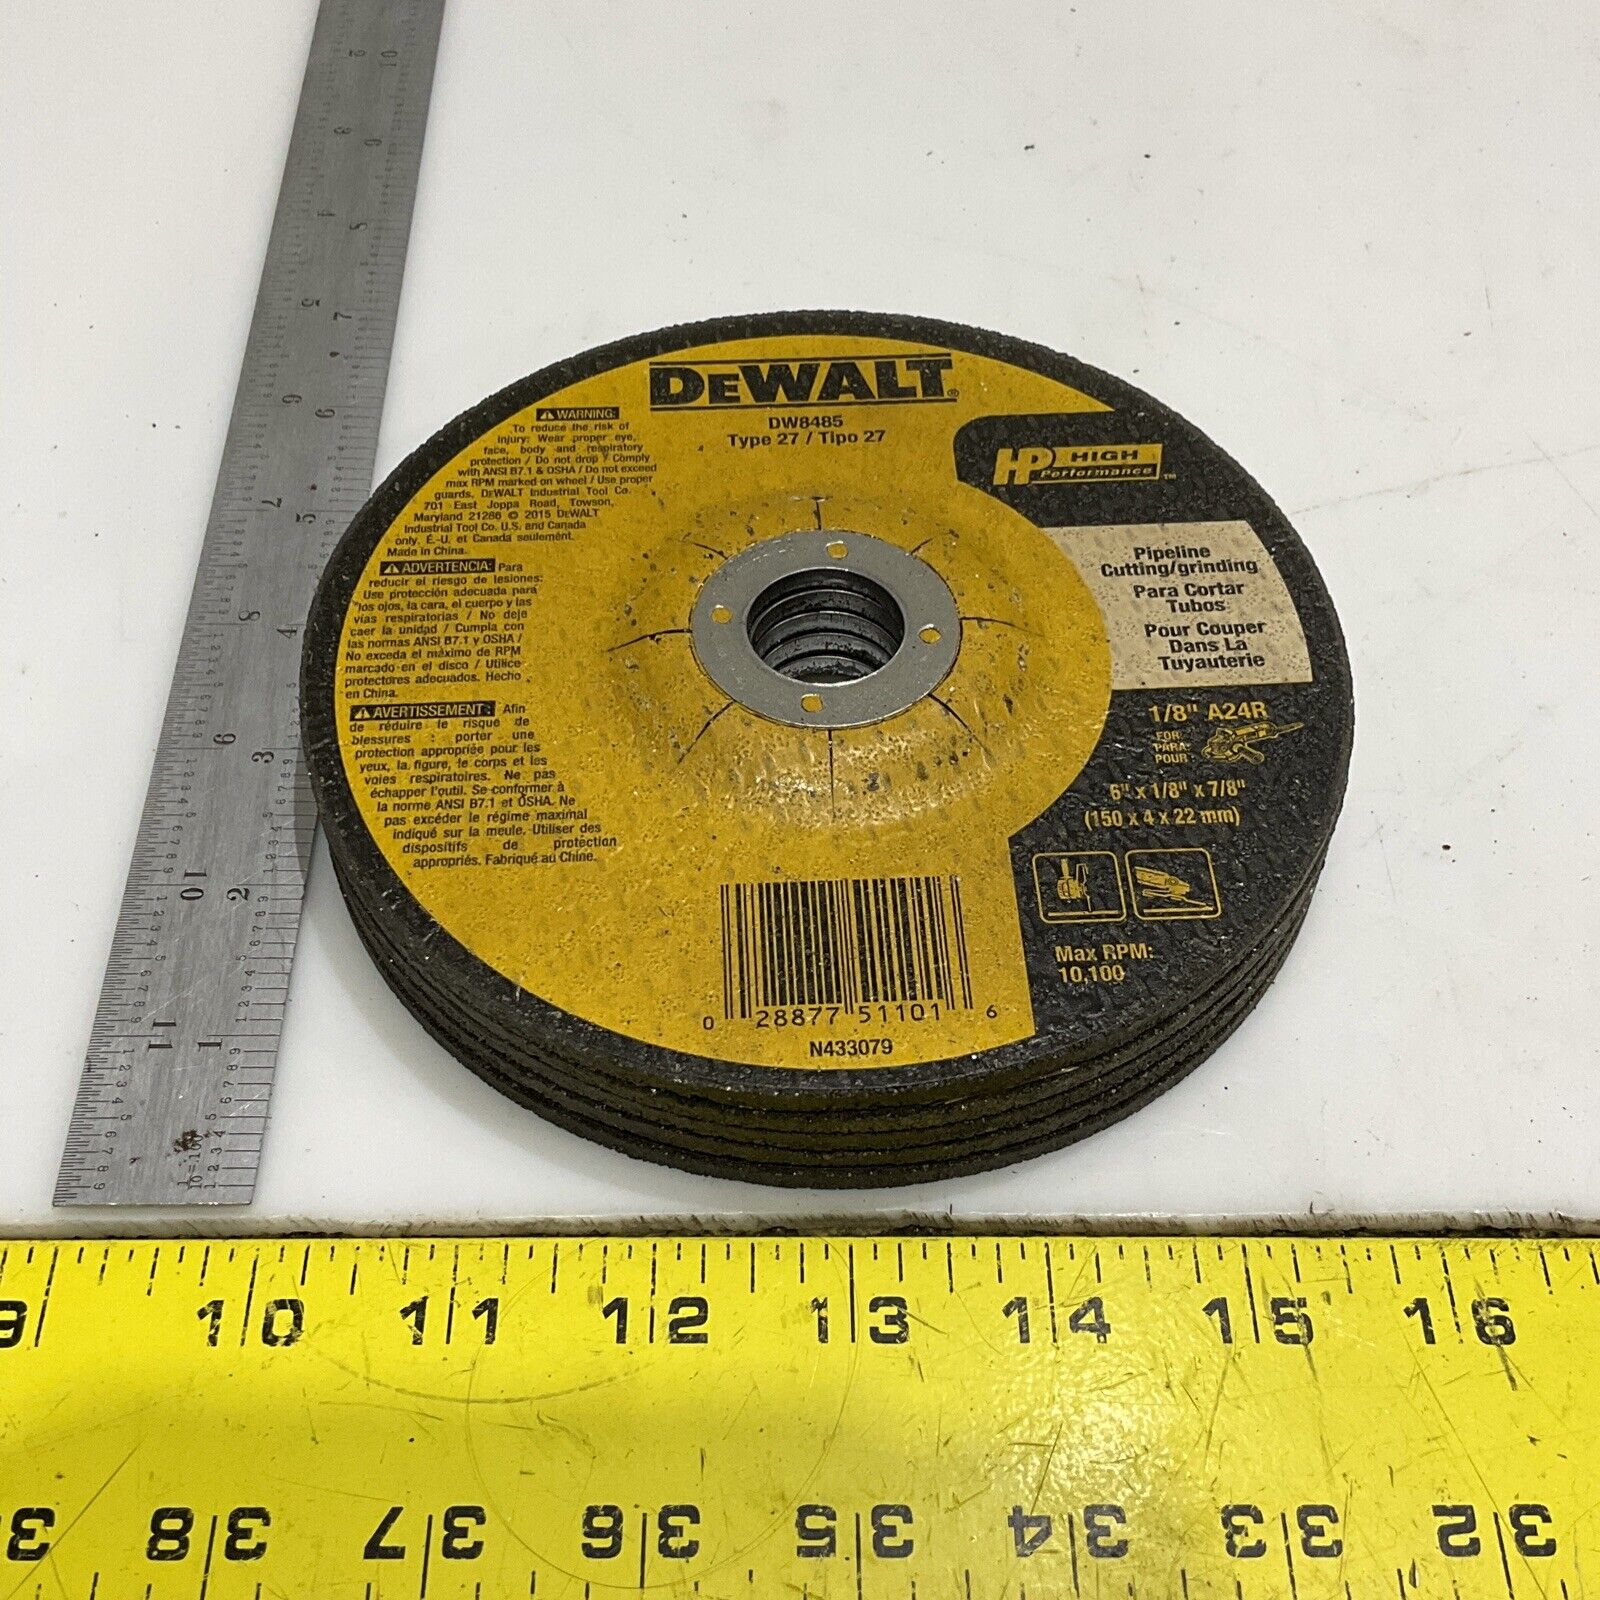 DEWALT
DW8485
Type 27 / Tipo 27
WARNING:
To reduce the risk of
injury: Wear proper eye,
face, body and respiratory
protection / Do not drop / Comply
with ANSI B7.1 & OSHA / Do not exceed
max RPM marked on wheel / Use proper
guards. DEWALT Industrial Tool Co.
701 East Joppa Road, Towson,
Maryland 21286 © 2015 DEWALT
Industrial Tool Co. U.S. and Canada
only. É.-U. et Canada seulement.
Made in China.
ADVERTENCIA: Para
reducir el riesgo de lesiones:
Use protección adecuada para
los ojos, la cara, el cuerpo y las
vías respiratorias / No deje
caer la unidad / Cumpla con
las normas ANSI B7.1 y OSHA /
No exceda el máximo de RPM
marcado en el disco / Utilice
protectores adecuados. Hecho
en China.
AVERTISSEMENT: Afin
de réduire le risque de
blessures : porter une
protection appropriée pour les
yeux, la figure, le corps et les
voies respiratoires. Ne pas
échapper l'outil. Se conformer à
la norme ANSI B7.1 et OSHA. Ne
pas excéder le régime maximal
indiqué sur la meule. Utiliser des
dispositifs de protection
appropriés. Fabriqué au Chine.
HP HIGH
Performance™
Pipeline
Cutting/grinding
Para Cortar
Tubos
Pour Couper
Dans La
Tuyauterie
1/8" A24R
FOR
PARA
POUR
6" x 1/8" x 7/8"
(150 x 4 x 22 mm)
Max RPM:
10,100
0 28877 51101 6
N433079
9 10 11 12 13 14 15 16
38 37 36 35 34 33 32